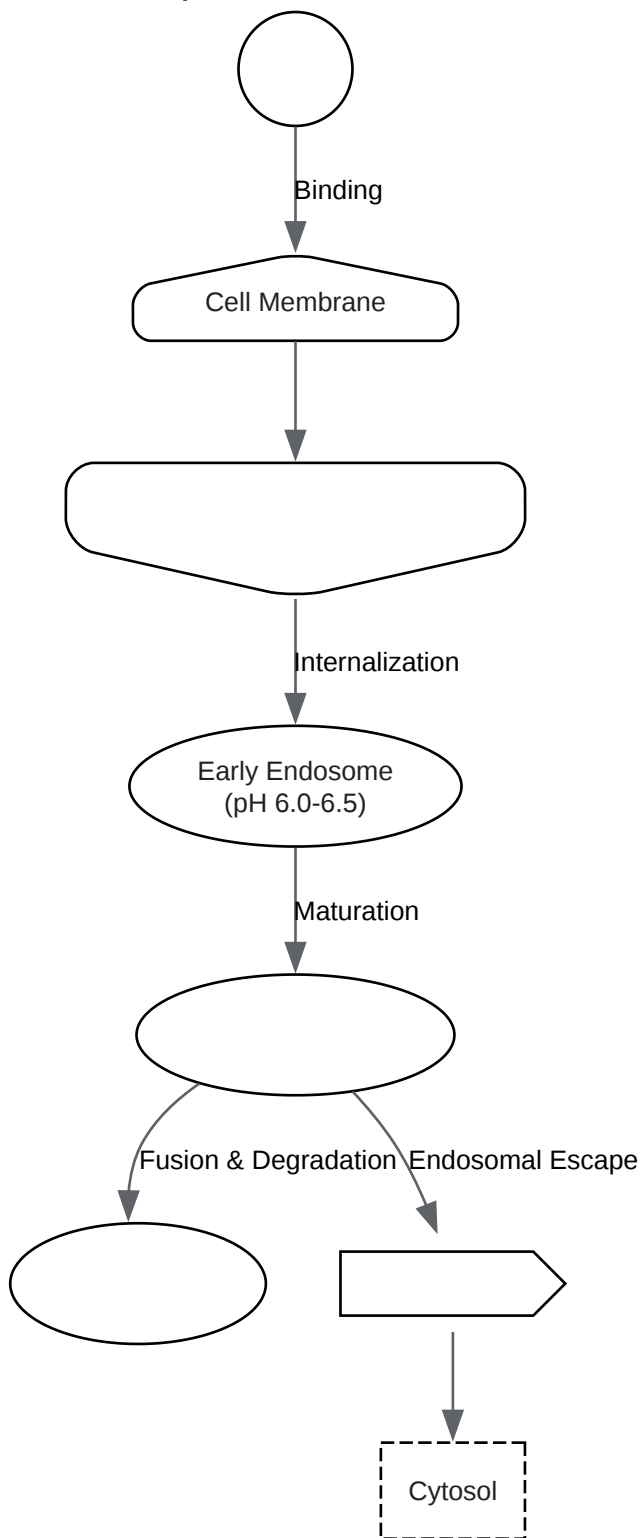 Binding
Cell Membrane
Internalization
Early Endosome
(pH 6.0-6.5)
Maturation
Fusion & Degradation
Endosomal Escape
Cytosol